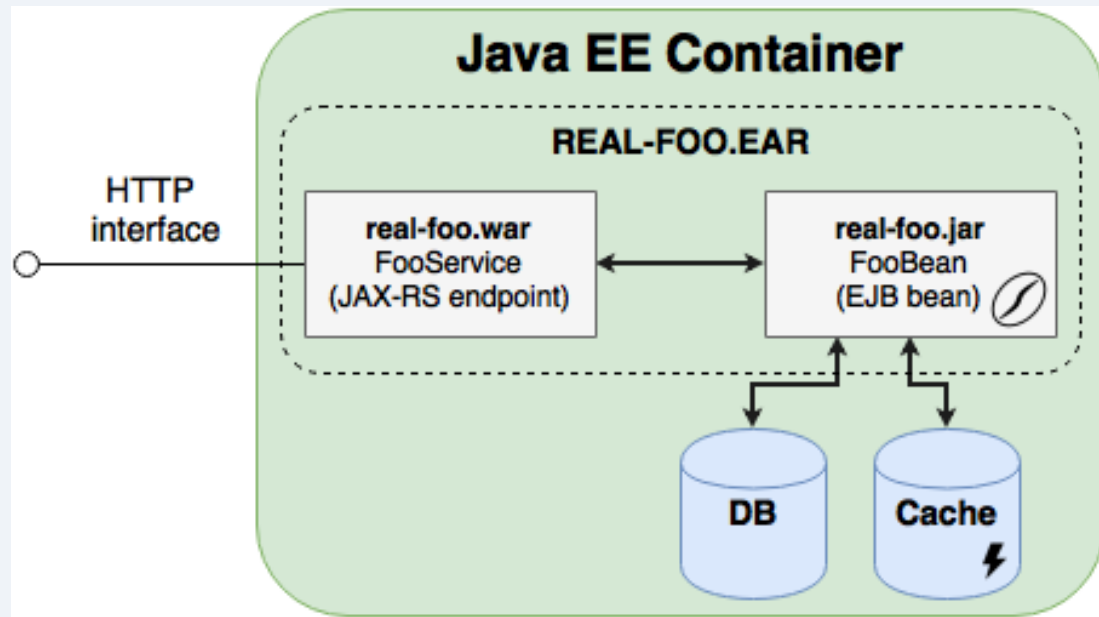 Java EE Container
REAL-FOO.EAR
HTTP
interface
real-foo.war
FooService
(JAX-RS endpoint)
real-foo.jar
FooBean
(EJB bean)
DB
Cache